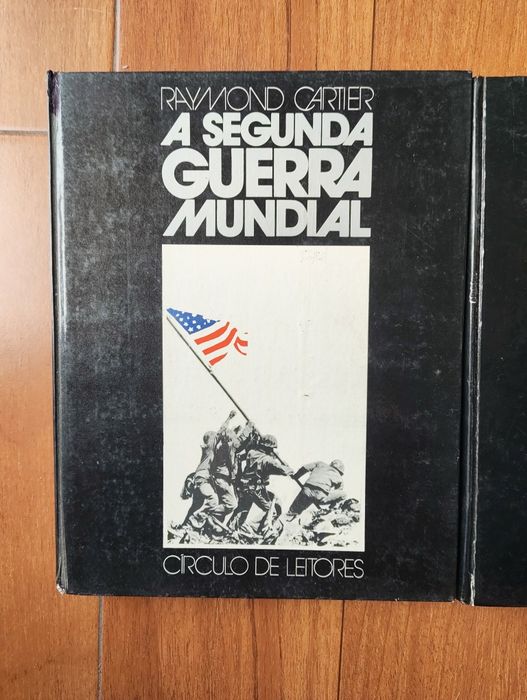 RAYMOND CARTIER
A SEGUNDA
GUERRA
MUNDIAL
CÍRCULO DE LEITORES